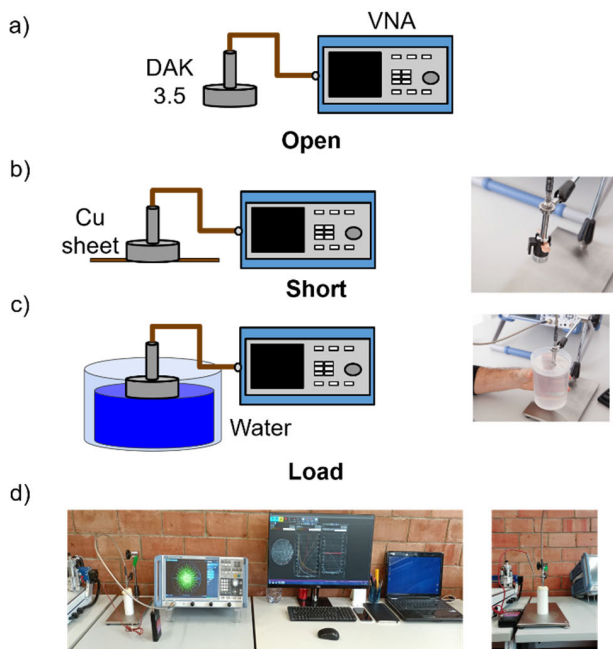 a)
VNA
DAK
3.5
Open
b)
Cu
sheet
Short
c)
Water
Load
d)